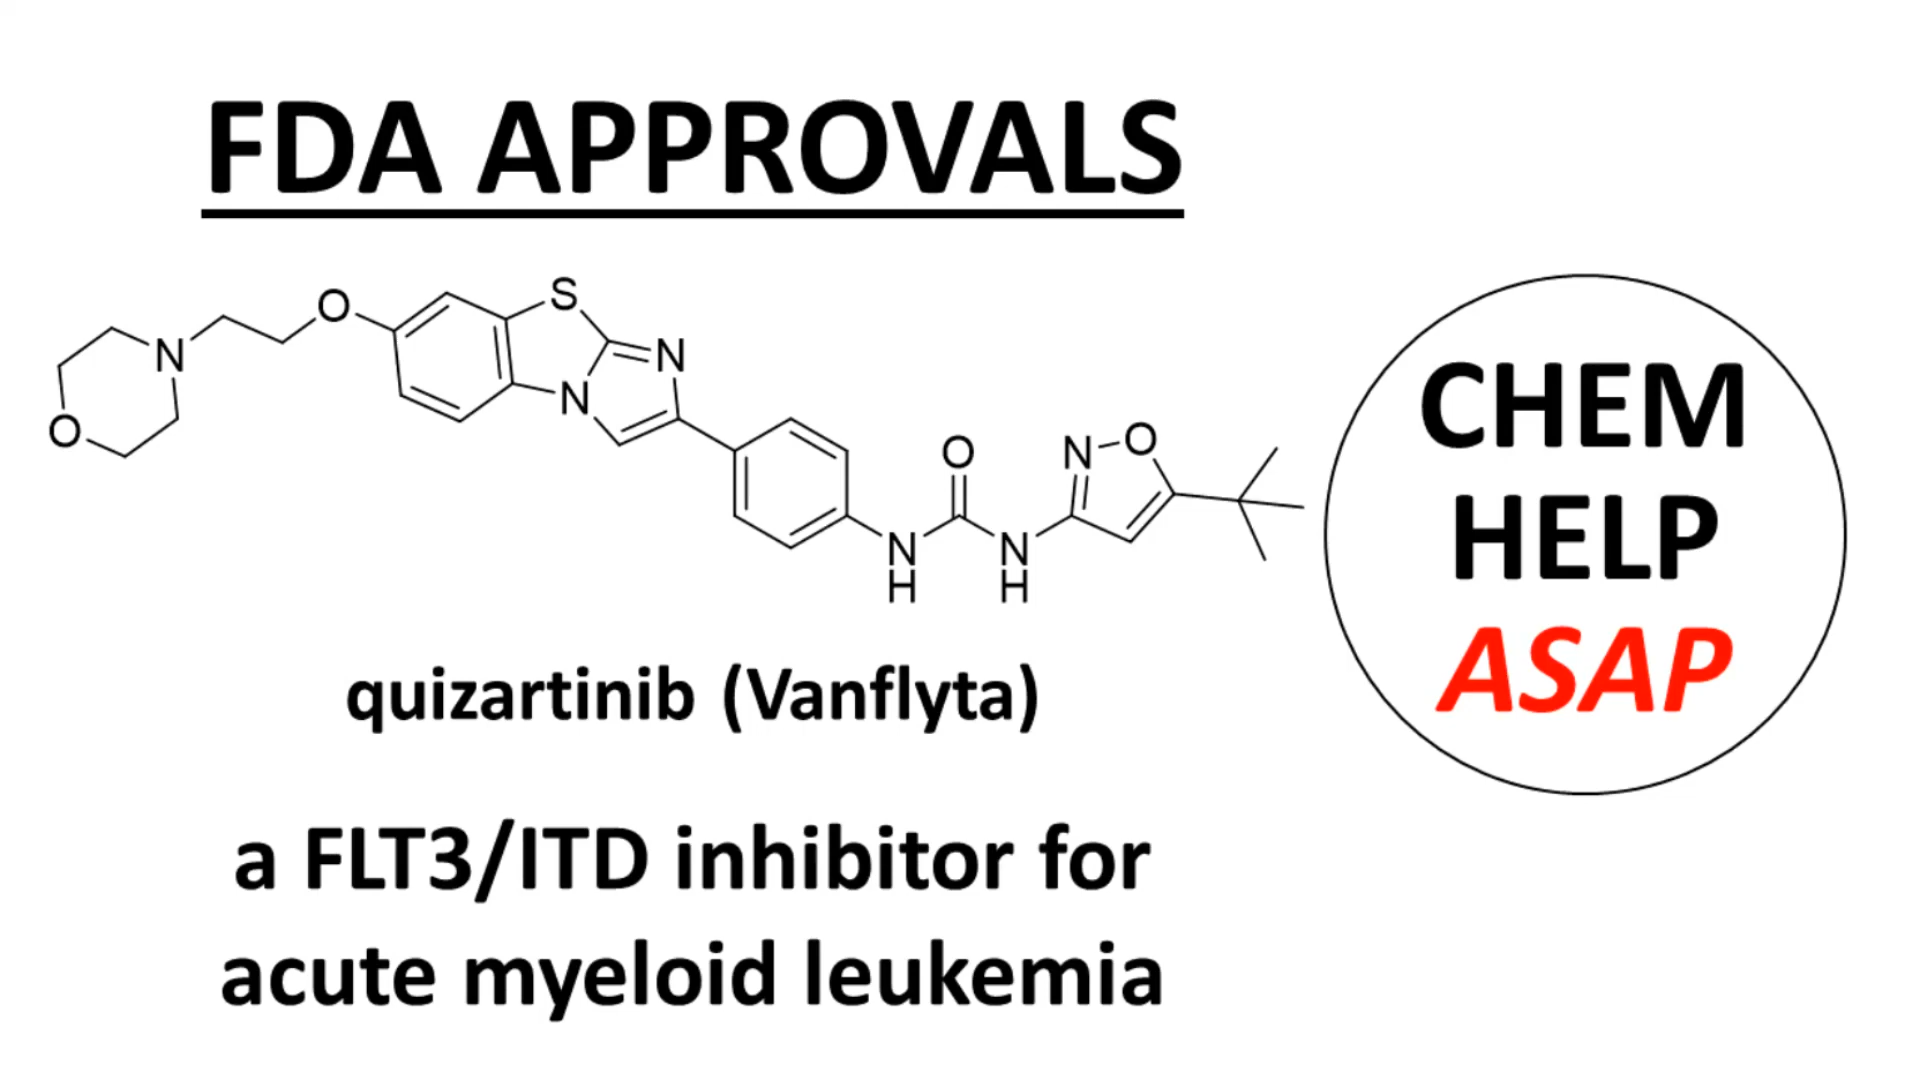 FDA APPROVALS
S
O
N
N
N
O
O
N
O
N
H
N
H
quizartinib (Vanflyta)
a FLT3/ITD inhibitor for
acute myeloid leukemia
CHEM
HELP
ASAP